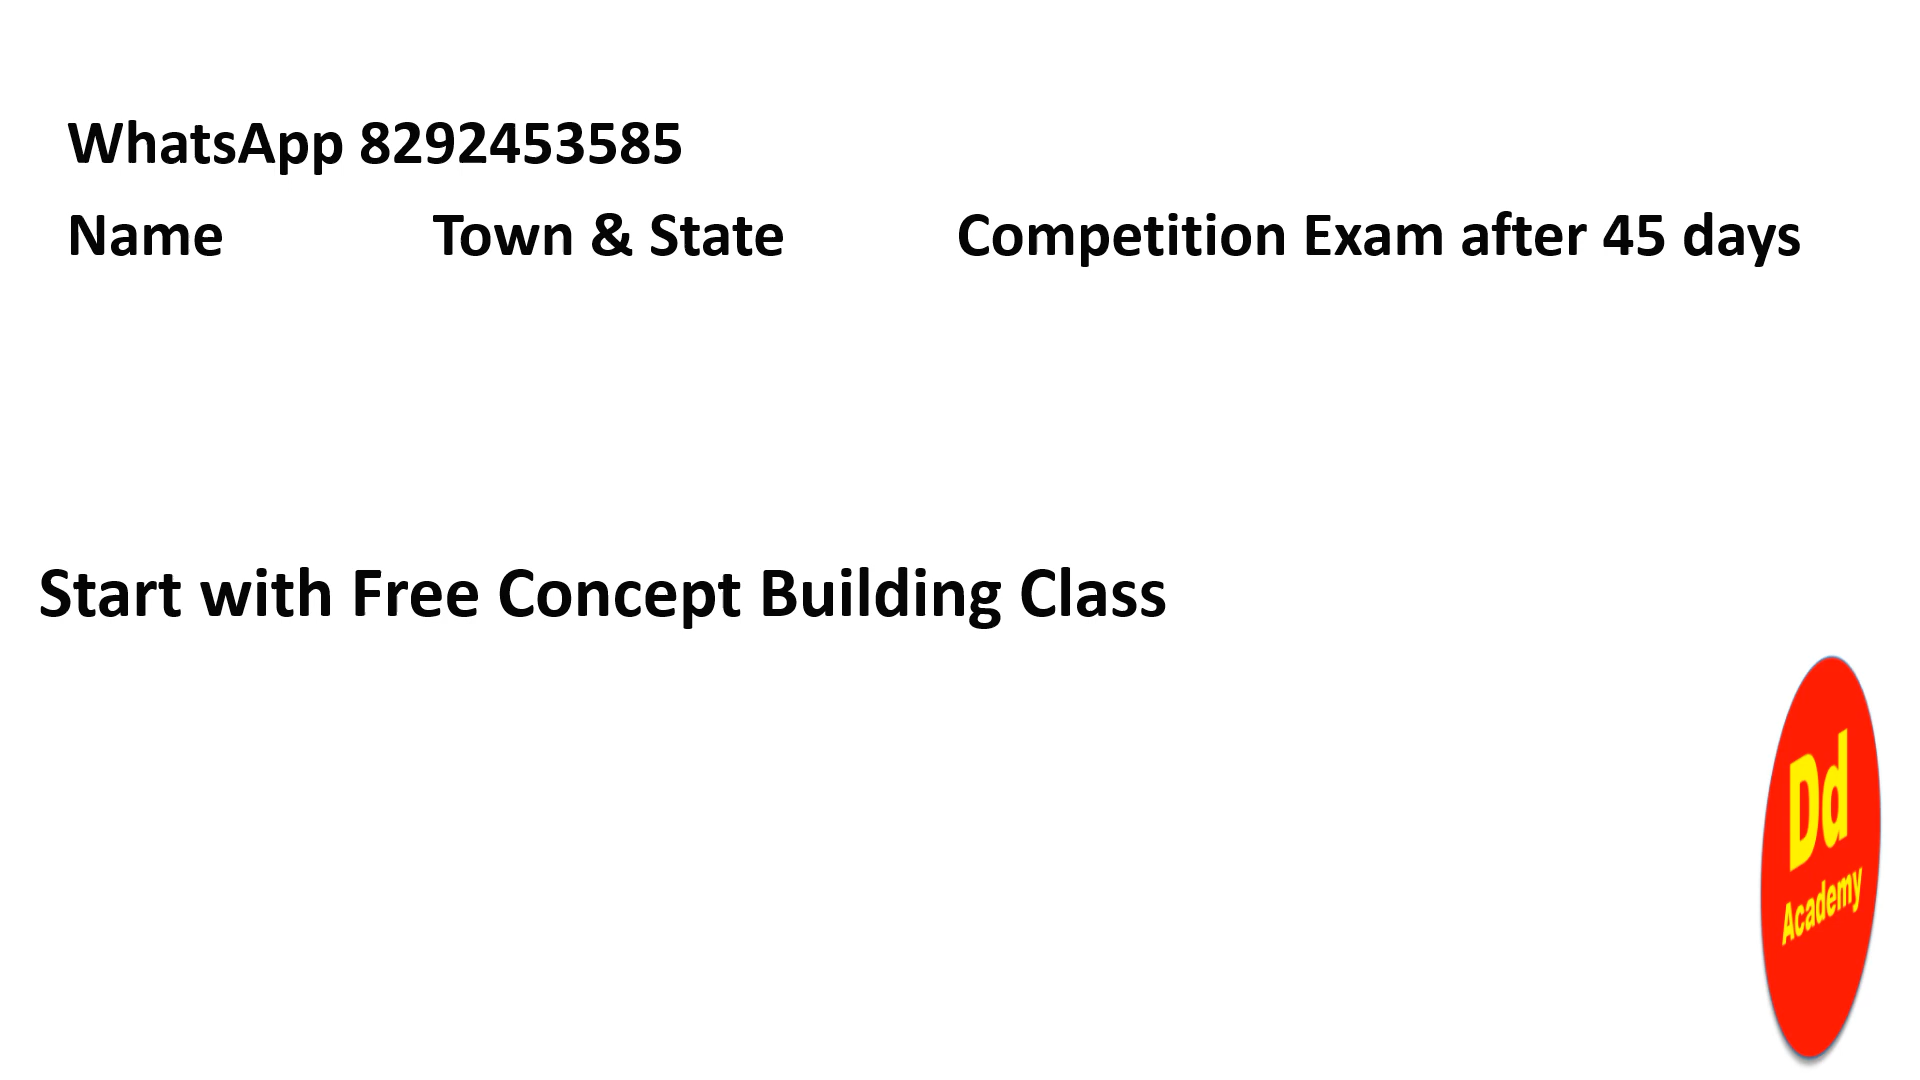 WhatsApp 8292453585
Name Town & State Competition Exam after 45 days
Start with Free Concept Building Class
Dd
Academy